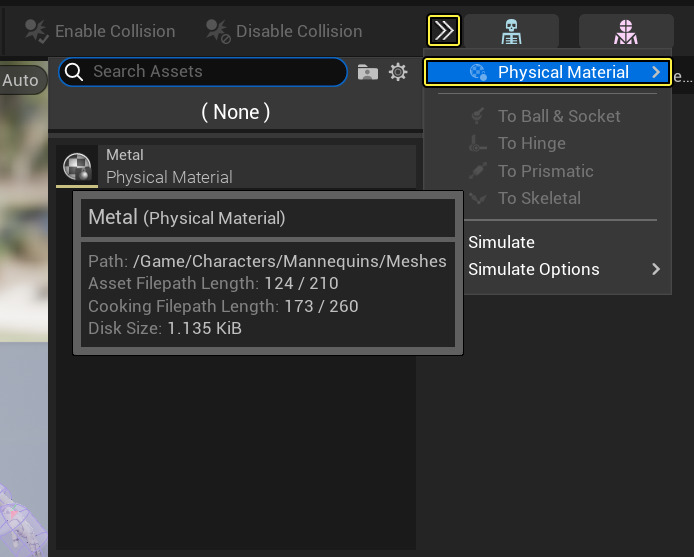 Enable Collision
Disable Collision
Auto
Search Assets
Physical Material
e...
( None )
To Ball & Socket
To Hinge
To Prismatic
To Skeletal
Simulate
Simulate Options
Metal
Physical Material
Metal (Physical Material)
Path: /Game/Characters/Mannequins/Meshes
Asset Filepath Length: 124 / 210
Cooking Filepath Length: 173 / 260
Disk Size: 1.135 KiB